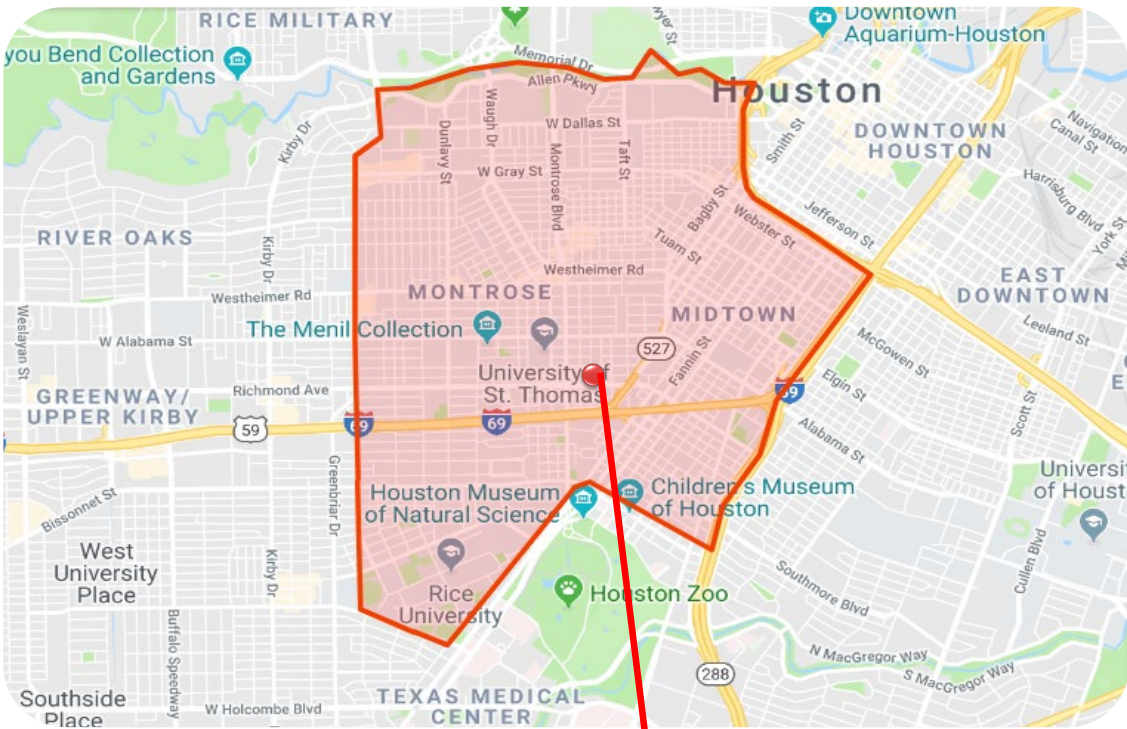 RICE MILITARY
Downtown
Aquarium-Houston
you Bend Collection
and Gardens
Memorial Dr
Allen Pkwy
Houston
Kirby Dr
Dunlavy St
Waugh Dr
W Dallas St
Montrose Blvd
Taft St
Smith St
DOWNTOWN
HOUSTON
Navigation
Canal St
W Gray St
Bagby St
Harrisburg Blvd
York St
RIVER OAKS
Kirby Dr
Webster St
Jefferson St
Tuam St
Westheimer Rd
EAST
DOWNTOWN
Westheimer Rd
MONTROSE
MIDTOWN
Weslayan St
The Menil Collection
W Alabama St
527
Fannin St
McGowen St
Leeland St
University of
St. Thomas
Richmond Ave
GREENWAY/
UPPER KIRBY
59
69
69
69
Elgin St
Scott St
Alabama St
Greenbriar Dr
Bissonnet St
Houston Museum
of Natural Science
Children's Museum
of Houston
Universit
of Houst
West
University
Place
Kirby Dr
Rice
University
Houston Zoo
Southmore Blvd
Cullen Blvd
Buffalo Speedway
N MacGregor Way
S MacGregor Way
288
Southside
Place
W Holcombe Blvd
TEXAS MEDICAL
CENTER